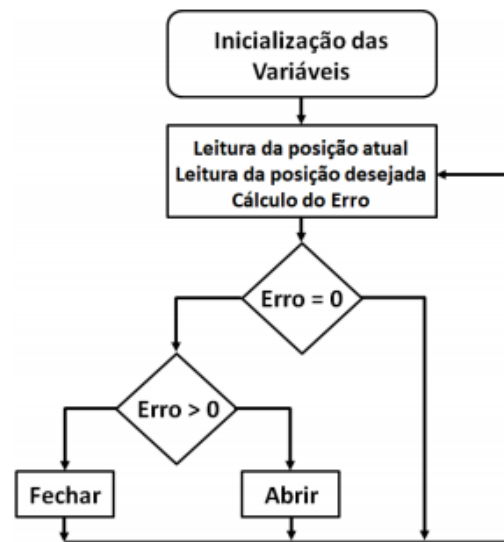 Inicialização das
Variáveis
Leitura da posição atual
Leitura da posição desejada
Cálculo do Erro
Erro = 0
Erro > 0
Fechar
Abrir